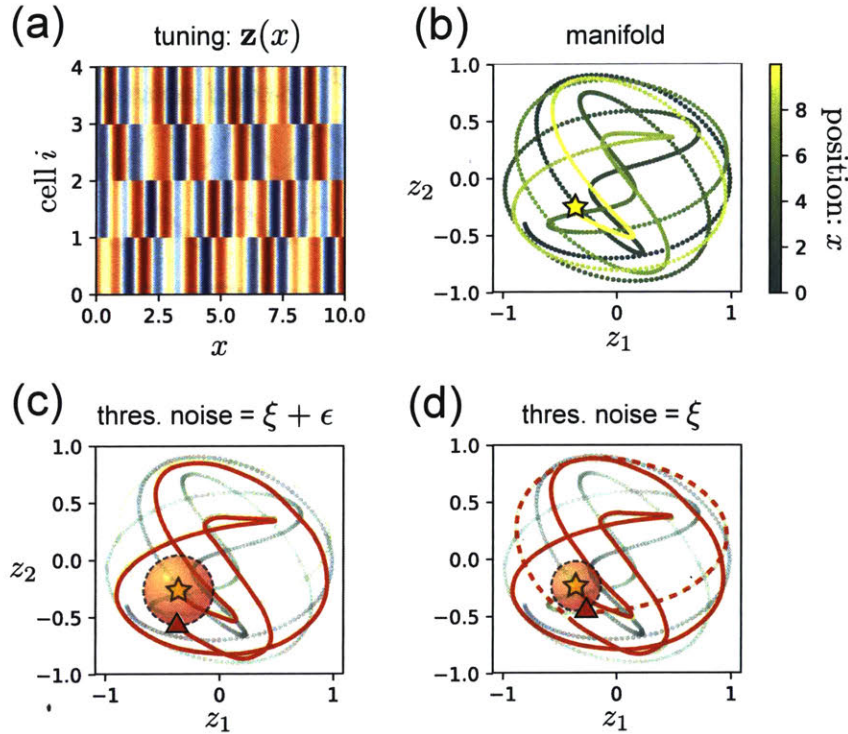 (a)
tuning: z(x)
4
3
2
1
0
cell i
0.0 2.5 5.0 7.5 10.0
x
(b)
manifold
1.0
0.5
0.0
-0.5
-1.0
z2
-1 0 1
z1
8
6
4
2
0
position: x
(c)
thres. noise = ξ + ϵ
1.0
0.5
0.0
-0.5
-1.0
z2
-1 0 1
z1
(d)
thres. noise = ξ
1.0
0.5
0.0
-0.5
-1.0
-1 0 1
z1